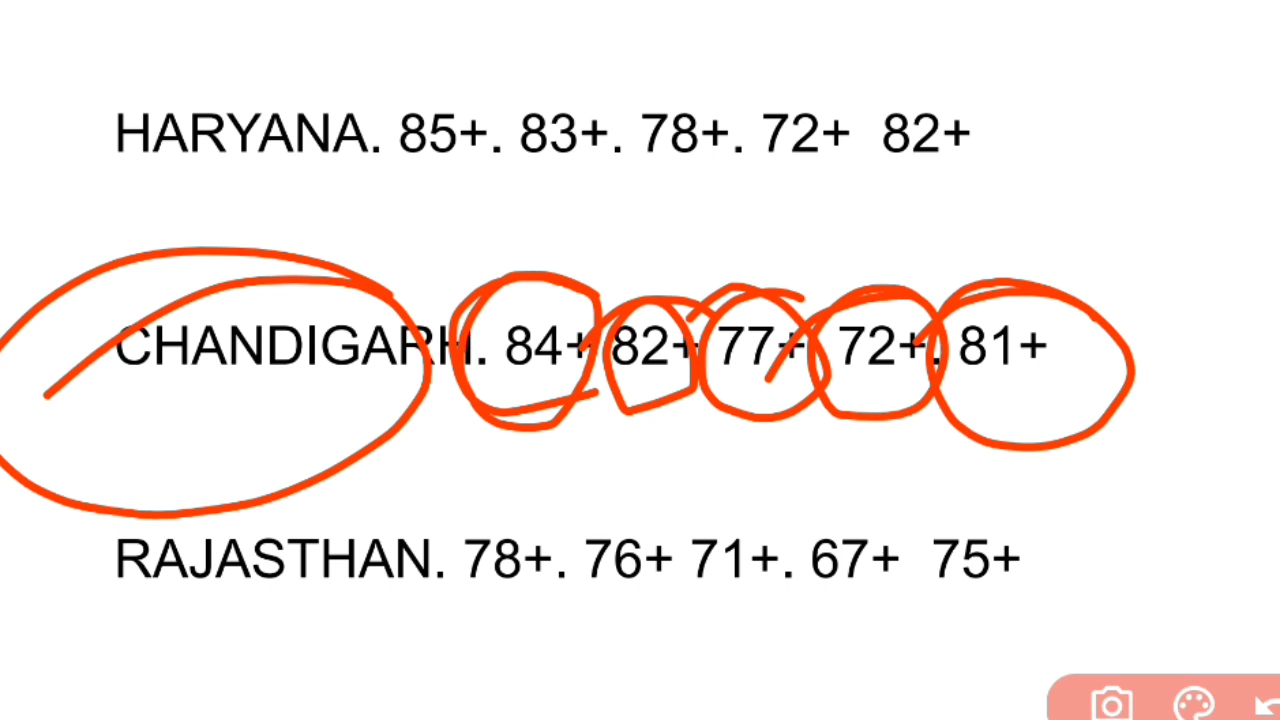 HARYANA. 85+. 83+. 78+. 72+ 82+
CHANDIGARH. 84+ 82+ 77+ 72+. 81+
RAJASTHAN. 78+. 76+ 71+. 67+ 75+